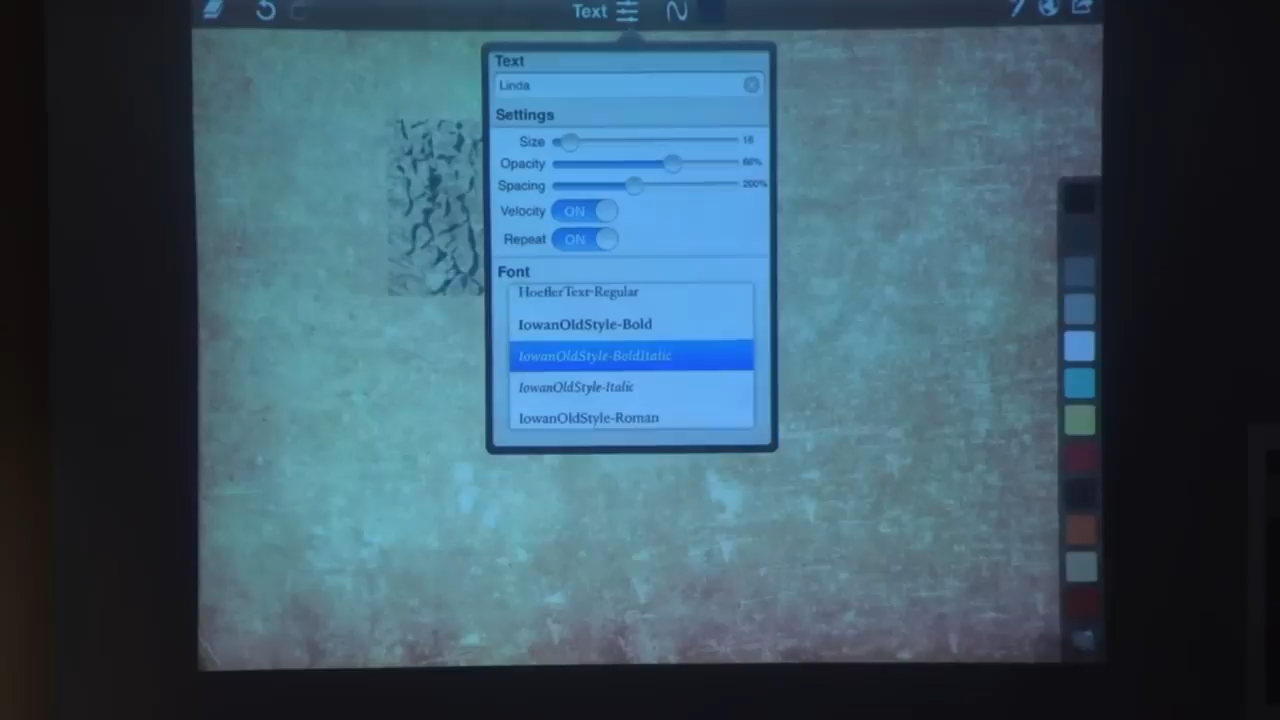 Text
Text
Linda
Settings
Size 16
Opacity 66%
Spacing 200%
Velocity ON
Repeat ON
Font
HoeflerText-Regular
IowanOldStyle-Bold
IowanOldStyle-BoldItalic
IowanOldStyle-Italic
IowanOldStyle-Roman